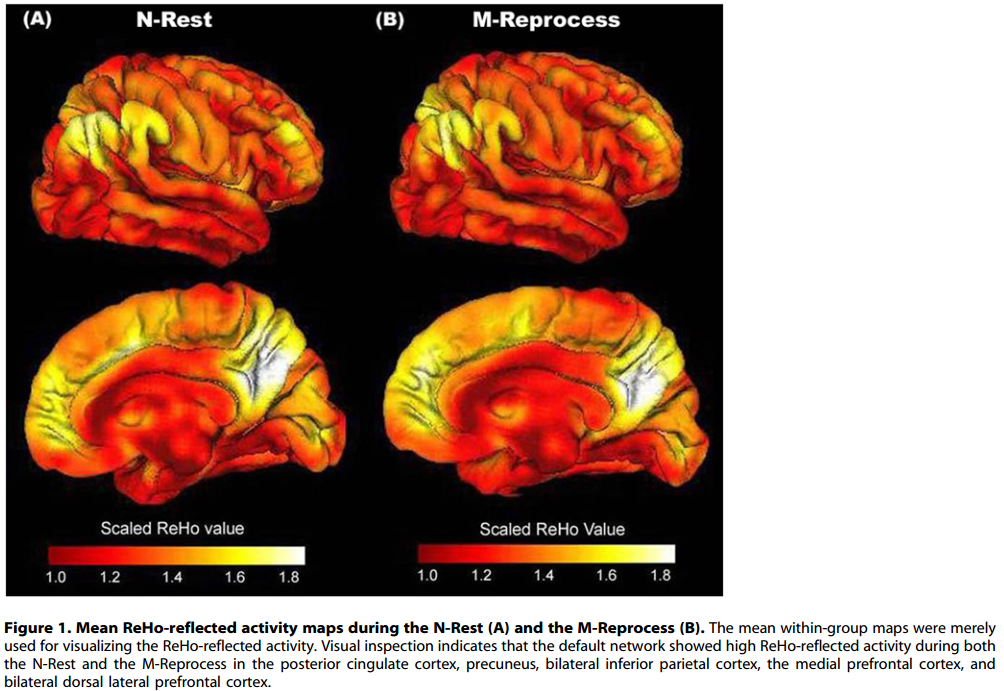 (A) N-Rest (B) M-Reprocess
Scaled ReHo value Scaled ReHo Value
1.0 1.2 1.4 1.6 1.8 1.0 1.2 1.4 1.6 1.8
Figure 1. Mean ReHo-reflected activity maps during the N-Rest (A) and the M-Reprocess (B). The mean within-group maps were merely
used for visualizing the ReHo-reflected activity. Visual inspection indicates that the default network showed high ReHo-reflected activity during both
the N-Rest and the M-Reprocess in the posterior cingulate cortex, precuneus, bilateral inferior parietal cortex, the medial prefrontal cortex, and
bilateral dorsal lateral prefrontal cortex.